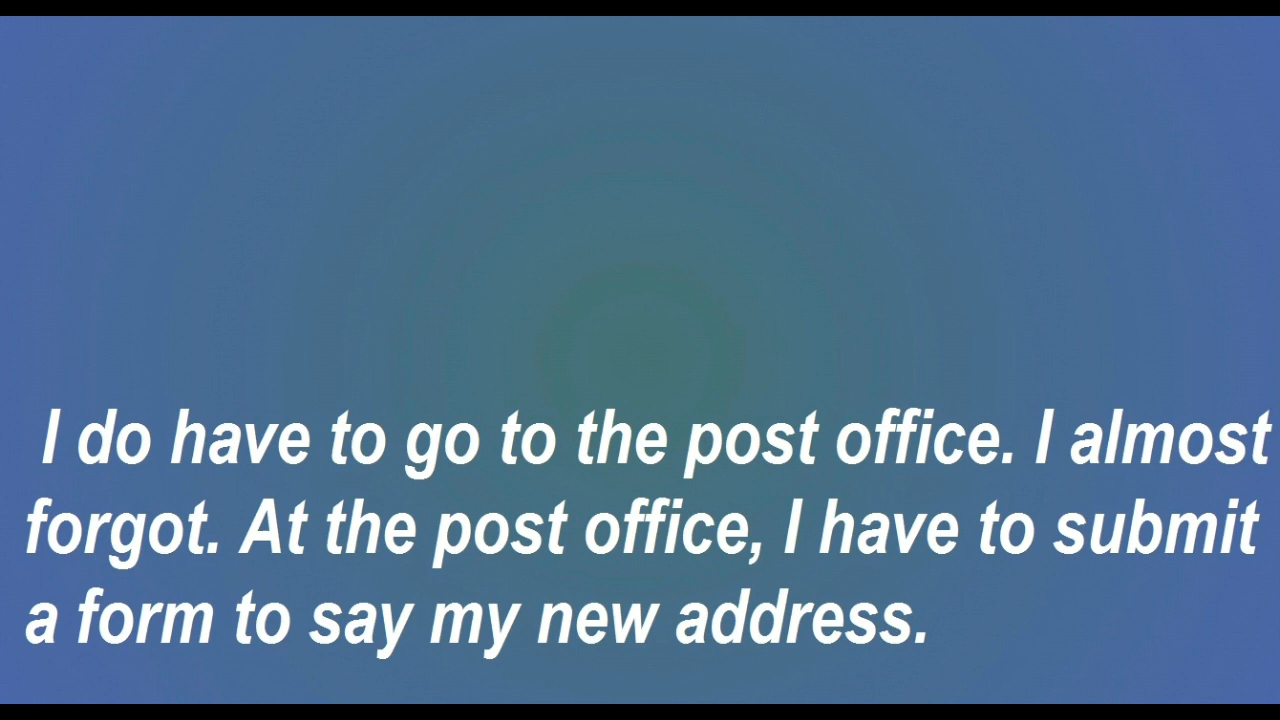 I do have to go to the post office. I almost
forgot. At the post office, I have to submit
a form to say my new address.